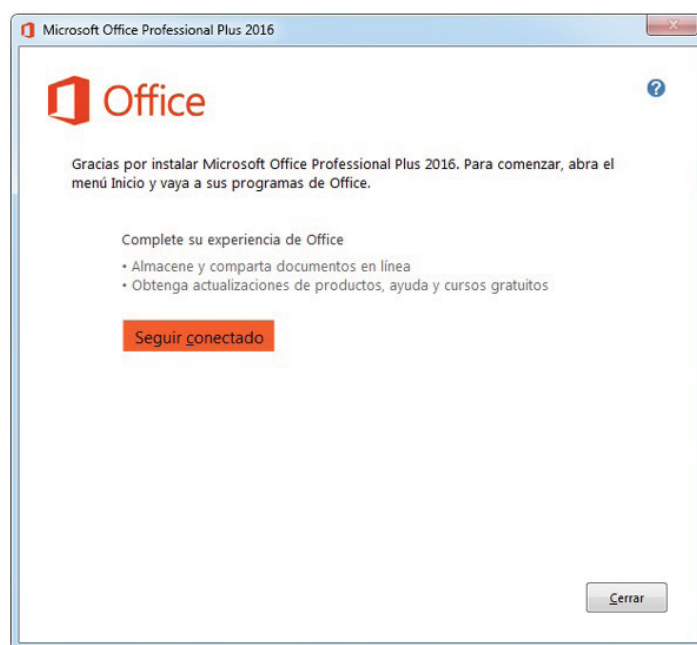 Microsoft Office Professional Plus 2016
Office
?
Gracias por instalar Microsoft Office Professional Plus 2016. Para comenzar, abra el
menú Inicio y vaya a sus programas de Office.
Complete su experiencia de Office
• Almacene y comparta documentos en línea
• Obtenga actualizaciones de productos, ayuda y cursos gratuitos
Seguir conectado
Cerrar